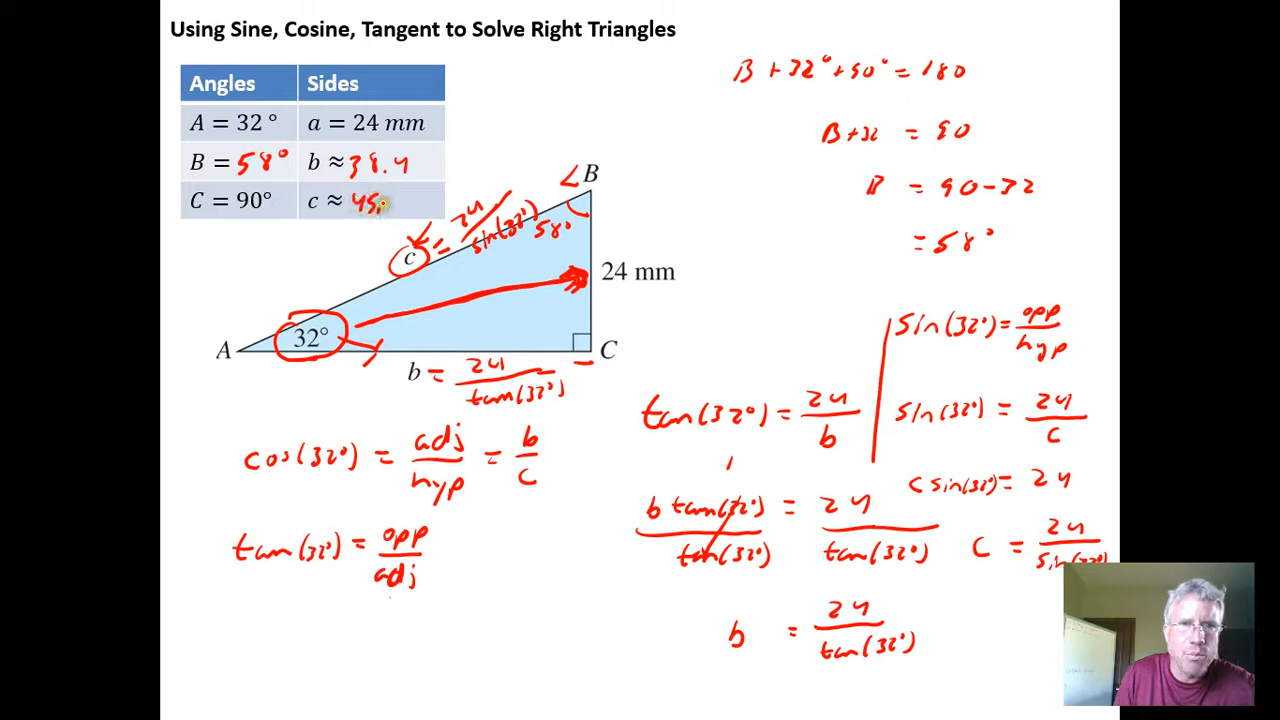 Using Sine, Cosine, Tangent to Solve Right Triangles
Angles Sides
A = 32 ° a = 24 mm
B = 58° b ≈ 38.4
C = 90° c ≈ 45.
B + 32° + 90° = 180
B + 32 = 90
B = 90 - 32
= 58°
∠B
c = 24 / sin(32°)
58°
24 mm
32°
A
C
b = 24 / tan(32°)
cos(32°) = adj / hyp = b / c
tan(32°) = opp / adj
tan(32°) = 24 / b
b tan(32°) / tan(32°) = 24 / tan(32°)
b = 24 / tan(32°)
sin(32°) = opp / hyp
sin(32°) = 24 / c
c sin(32°) = 24
c = 24 / sin(32°)